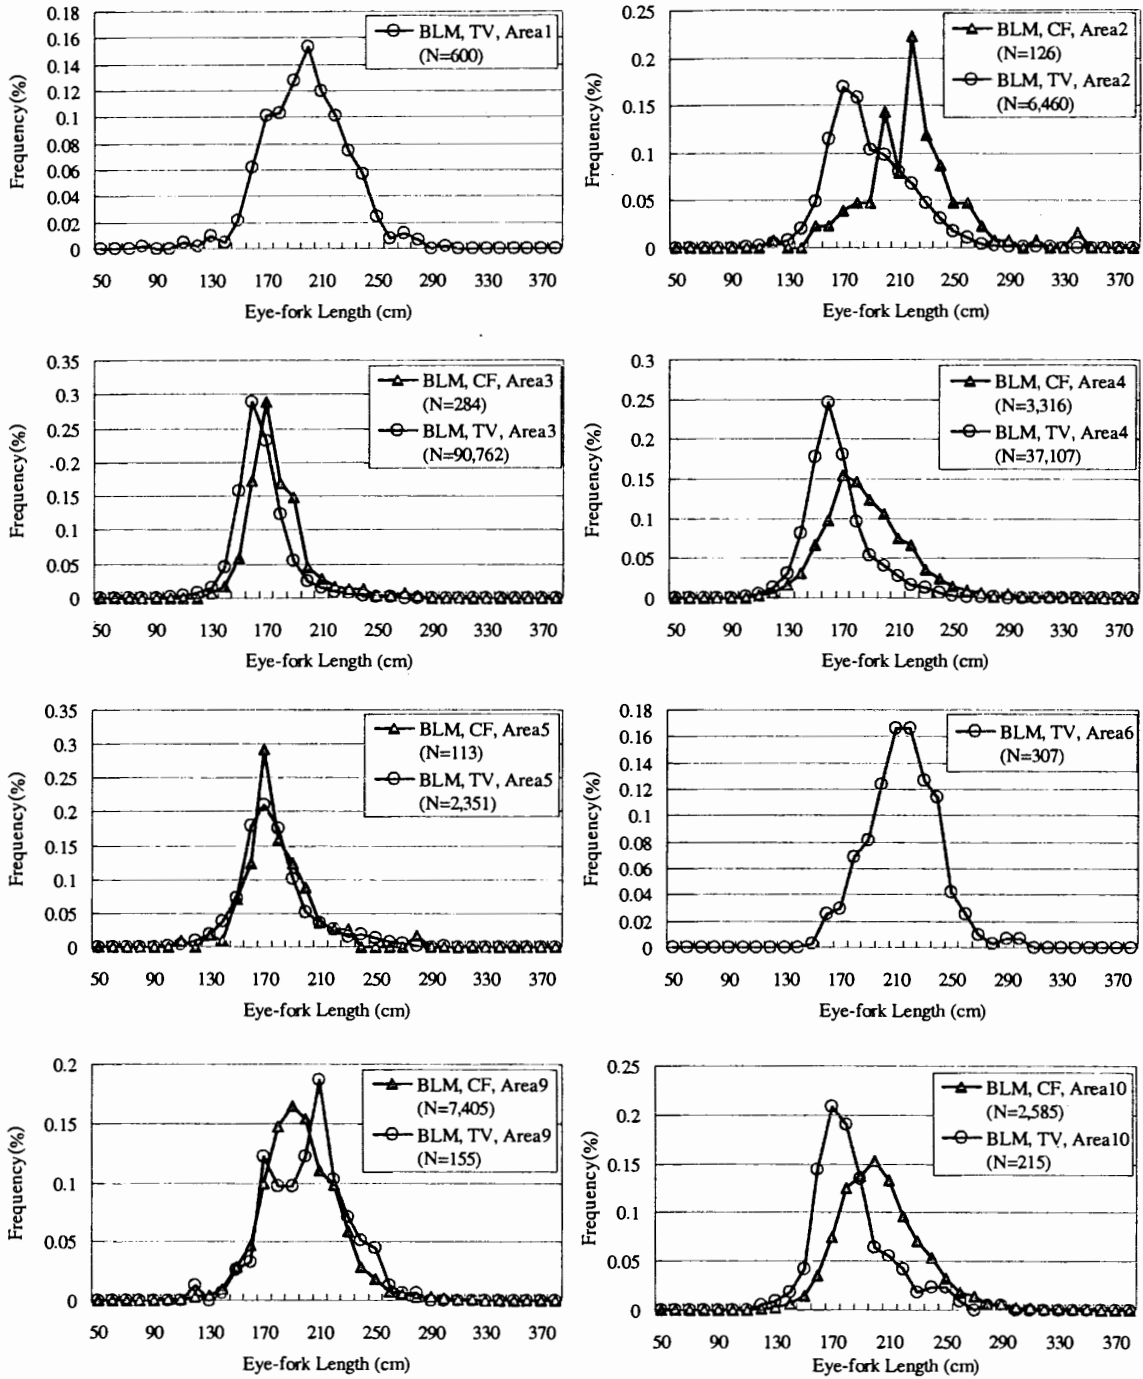 0.18
0.16
0.14
0.12
0.1
0.08
0.06
0.04
0.02
0
Frequency(%)
BLM, TV, Area1
(N=600)
50 90 130 170 210 250 290 330 370
Eye-fork Length (cm)
0.25
0.2
0.15
0.1
0.05
0
Frequency(%)
BLM, CF, Area2
(N=126)
BLM, TV, Area2
(N=6,460)
50 90 130 170 210 250 290 330 370
Eye-fork Length (cm)
0.35
0.3
0.25
-0.2
0.15
0.1
0.05
0
Frequency(%)
BLM, CF, Area3
(N=284)
BLM, TV, Area3
(N=90,762)
50 90 130 170 210 250 290 330 370
Eye-fork Length (cm)
0.3
0.25
0.2
0.15
0.1
0.05
0
Frequency(%)
BLM, CF, Area4
(N=3,316)
BLM, TV, Area4
(N=37,107)
50 90 130 170 210 250 290 330 370
Eye-fork Length (cm)
0.35
0.3
0.25
0.2
0.15
0.1
0.05
0
Frequency(%)
BLM, CF, Area5
(N=113)
BLM, TV, Area5
(N=2,351)
50 90 130 170 210 250 290 330 370
Eye-fork Length (cm)
0.18
0.16
0.14
0.12
0.1
0.08
0.06
0.04
0.02
0
Frequency(%)
BLM, TV, Area6
(N=307)
50 90 130 170 210 250 290 330 370
Eye-fork Length (cm)
0.2
0.15
0.1
0.05
0
Frequency(%)
BLM, CF, Area9
(N=7,405)
BLM, TV, Area9
(N=155)
50 90 130 170 210 250 290 330 370
Eye-fork Length (cm)
0.25
0.2
0.15
0.1
0.05
0
Frequency(%)
BLM, CF, Area10
(N=2,585)
BLM, TV, Area10
(N=215)
50 90 130 170 210 250 290 330 370
Eye-fork Length (cm)